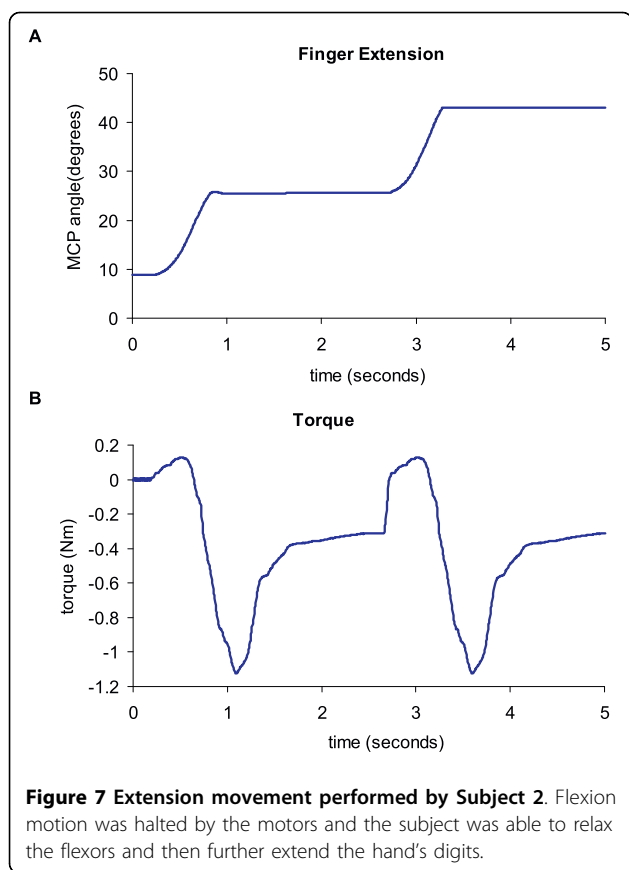 A
Finger Extension
MCP angle(degrees)
50
40
30
20
10
0
0 1 2 3 4 5
time (seconds)
B
Torque
torque (Nm)
0.2
0
-0.2
-0.4
-0.6
-0.8
-1
-1.2
0 1 2 3 4 5
time (seconds)
Figure 7 Extension movement performed by Subject 2. Flexion
motion was halted by the motors and the subject was able to relax
the flexors and then further extend the hand's digits.